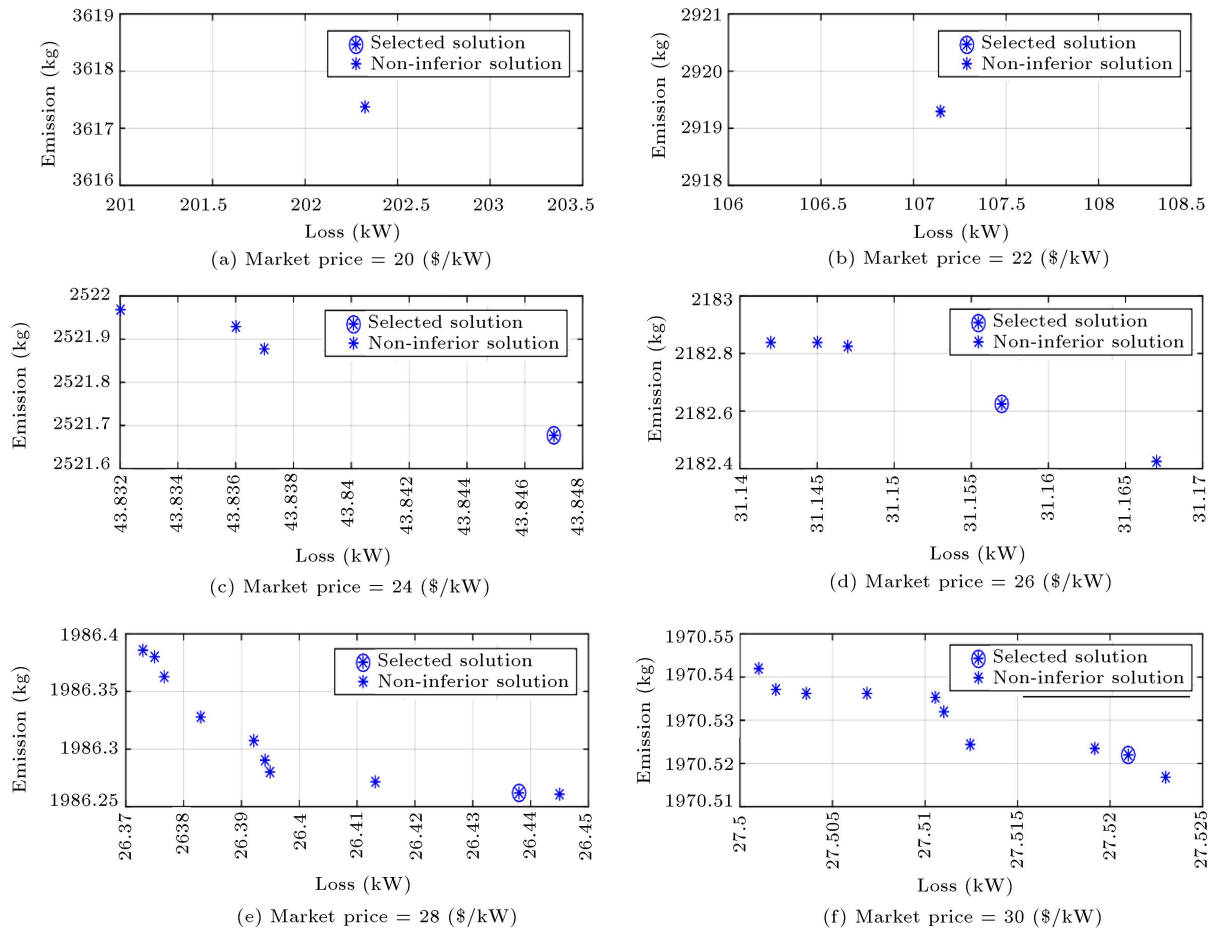 3619
3618
3617
3616
Emission (kg)
Selected solution
Non-inferior solution
201 201.5 202 202.5 203 203.5
Loss (kW)
(a) Market price = 20 ($/kW)
2921
2920
2919
2918
Emission (kg)
Selected solution
Non-inferior solution
106 106.5 107 107.5 108 108.5
Loss (kW)
(b) Market price = 22 ($/kW)
2522
2521.9
2521.8
2521.7
2521.6
Emission (kg)
Selected solution
Non-inferior solution
43.832 43.834 43.836 43.838 43.84 43.842 43.844 43.846 43.848
Loss (kW)
(c) Market price = 24 ($/kW)
2183
2182.8
2182.6
2182.4
Emission (kg)
Selected solution
Non-inferior solution
31.14 31.145 31.15 31.155 31.16 31.165 31.17
Loss (kW)
(d) Market price = 26 ($/kW)
1986.4
1986.35
1986.3
1986.25
Emission (kg)
Selected solution
Non-inferior solution
26.37 2638 26.39 26.4 26.41 26.42 26.43 26.44 26.45
Loss (kW)
(e) Market price = 28 ($/kW)
1970.55
1970.54
1970.53
1970.52
1970.51
Emission (kg)
Selected solution
Non-inferior solution
27.5 27.505 27.51 27.515 27.52 27.525
Loss (kW)
(f) Market price = 30 ($/kW)